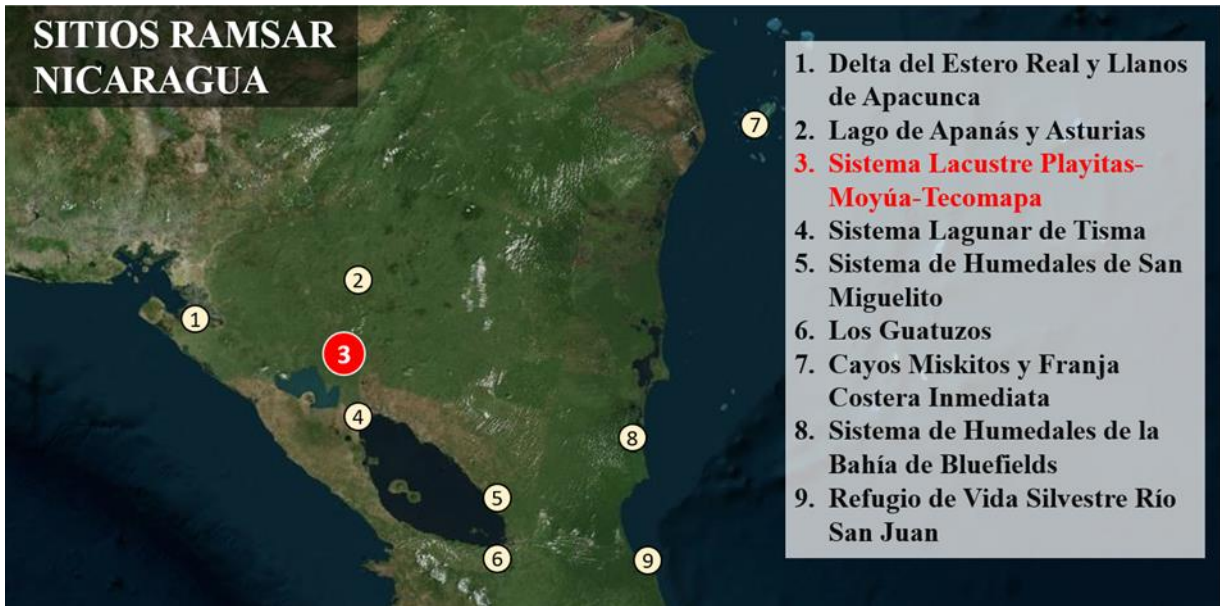 SITIOS RAMSAR
NICARAGUA
1. Delta del Estero Real y Llanos
de Apacunca
2. Lago de Apanás y Asturias
3. Sistema Lacustre Playitas-
Moyúa-Tecomapa
4. Sistema Lagunar de Tisma
5. Sistema de Humedales de San
Miguelito
6. Los Guatuzos
7. Cayos Miskitos y Franja
Costera Inmediata
8. Sistema de Humedales de la
Bahía de Bluefields
9. Refugio de Vida Silvestre Río
San Juan
7
2
1
3
4
8
5
6
9